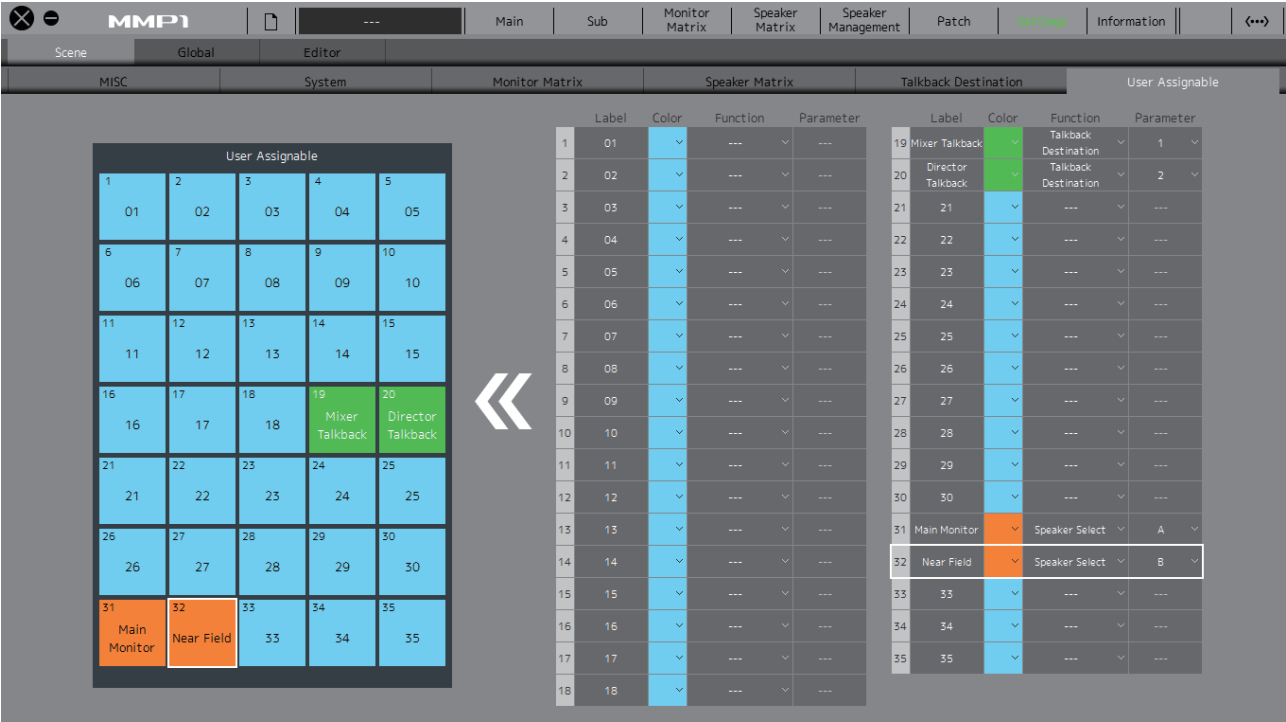 MMP1 --- Main Sub Monitor Matrix Speaker Matrix Speaker Management Patch Settings Information
Scene Global Editor
MISC System Monitor Matrix Speaker Matrix Talkback Destination User Assignable
User Assignable
1 2 3 4 5
01 02 03 04 05
6 7 8 9 10
06 07 08 09 10
11 12 13 14 15
11 12 13 14 15
16 17 18 19 20
16 17 18 Mixer Talkback Director Talkback
21 22 23 24 25
21 22 23 24 25
26 27 28 29 30
26 27 28 29 30
31 32 33 34 35
Main Monitor Near Field 33 34 35
Label Color Function Parameter
1 01 --- ---
2 02 --- ---
3 03 --- ---
4 04 --- ---
5 05 --- ---
6 06 --- ---
7 07 --- ---
8 08 --- ---
9 09 --- ---
10 10 --- ---
11 11 --- ---
12 12 --- ---
13 13 --- ---
14 14 --- ---
15 15 --- ---
16 16 --- ---
17 17 --- ---
18 18 --- ---
Label Color Function Parameter
19 Mixer Talkback Talkback Destination 1
20 Director Talkback Talkback Destination 2
21 21 --- ---
22 22 --- ---
23 23 --- ---
24 24 --- ---
25 25 --- ---
26 26 --- ---
27 27 --- ---
28 28 --- ---
29 29 --- ---
30 30 --- ---
31 Main Monitor Speaker Select A
32 Near Field Speaker Select B
33 33 --- ---
34 34 --- ---
35 35 --- ---